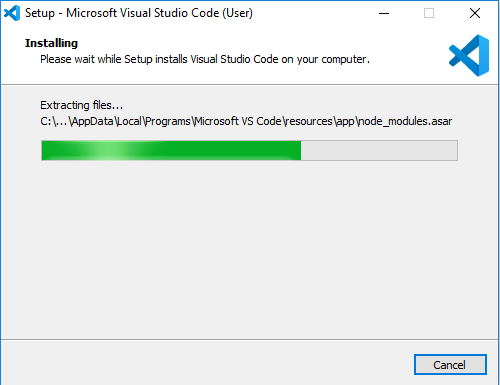 Setup - Microsoft Visual Studio Code (User)
Installing
Please wait while Setup installs Visual Studio Code on your computer.
Extracting files...
C:\...\AppData\Local\Programs\Microsoft VS Code\resources\app\node_modules.asar
Cancel